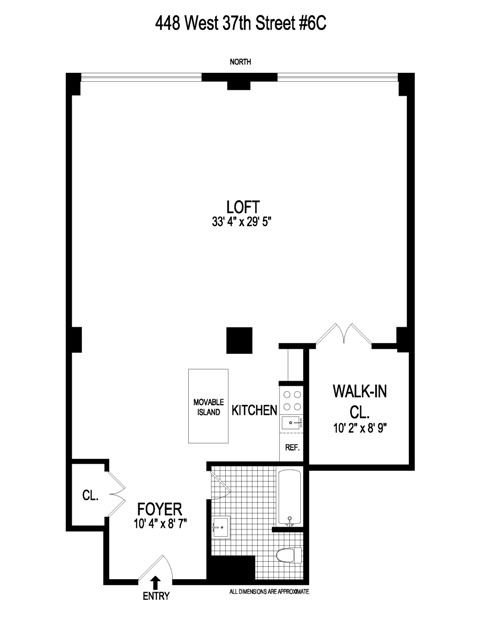 448 West 37th Street #6C
NORTH
LOFT
33' 4" x 29' 5"
MOVABLE
ISLAND
KITCHEN
REF.
WALK-IN
CL.
10' 2" x 8' 9"
CL.
FOYER
10' 4" x 8' 7"
ENTRY
ALL DIMENSIONS ARE APPROXIMATE.